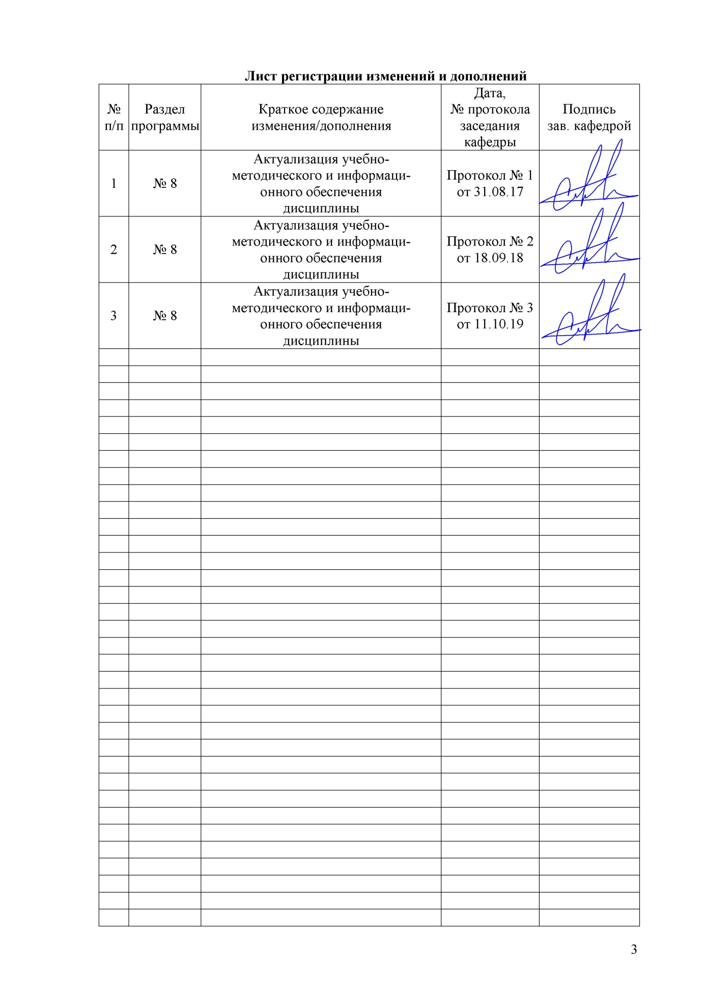 Лист регистрации изменений и дополнений
№
п/п
Раздел
программы
Краткое содержание
изменения/дополнения
Дата,
№ протокола
заседания
кафедры
Подпись
зав. кафедрой
1
№ 8
Актуализация учебно-
методического и информаци-
онного обеспечения
дисциплины
Протокол № 1
от 31.08.17
2
№ 8
Актуализация учебно-
методического и информаци-
онного обеспечения
дисциплины
Протокол № 2
от 18.09.18
3
№ 8
Актуализация учебно-
методического и информаци-
онного обеспечения
дисциплины
Протокол № 3
от 11.10.19
3